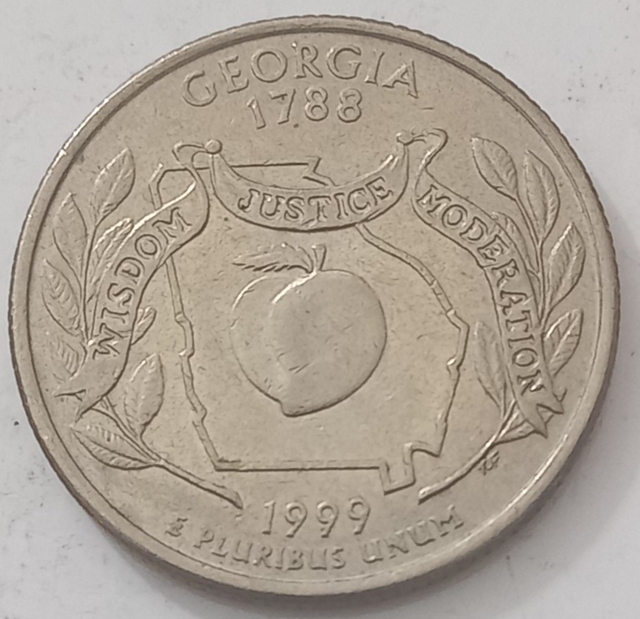 GEORGIA
1788
WISDOM
JUSTICE
MODERATION
1999
E PLURIBUS UNUM